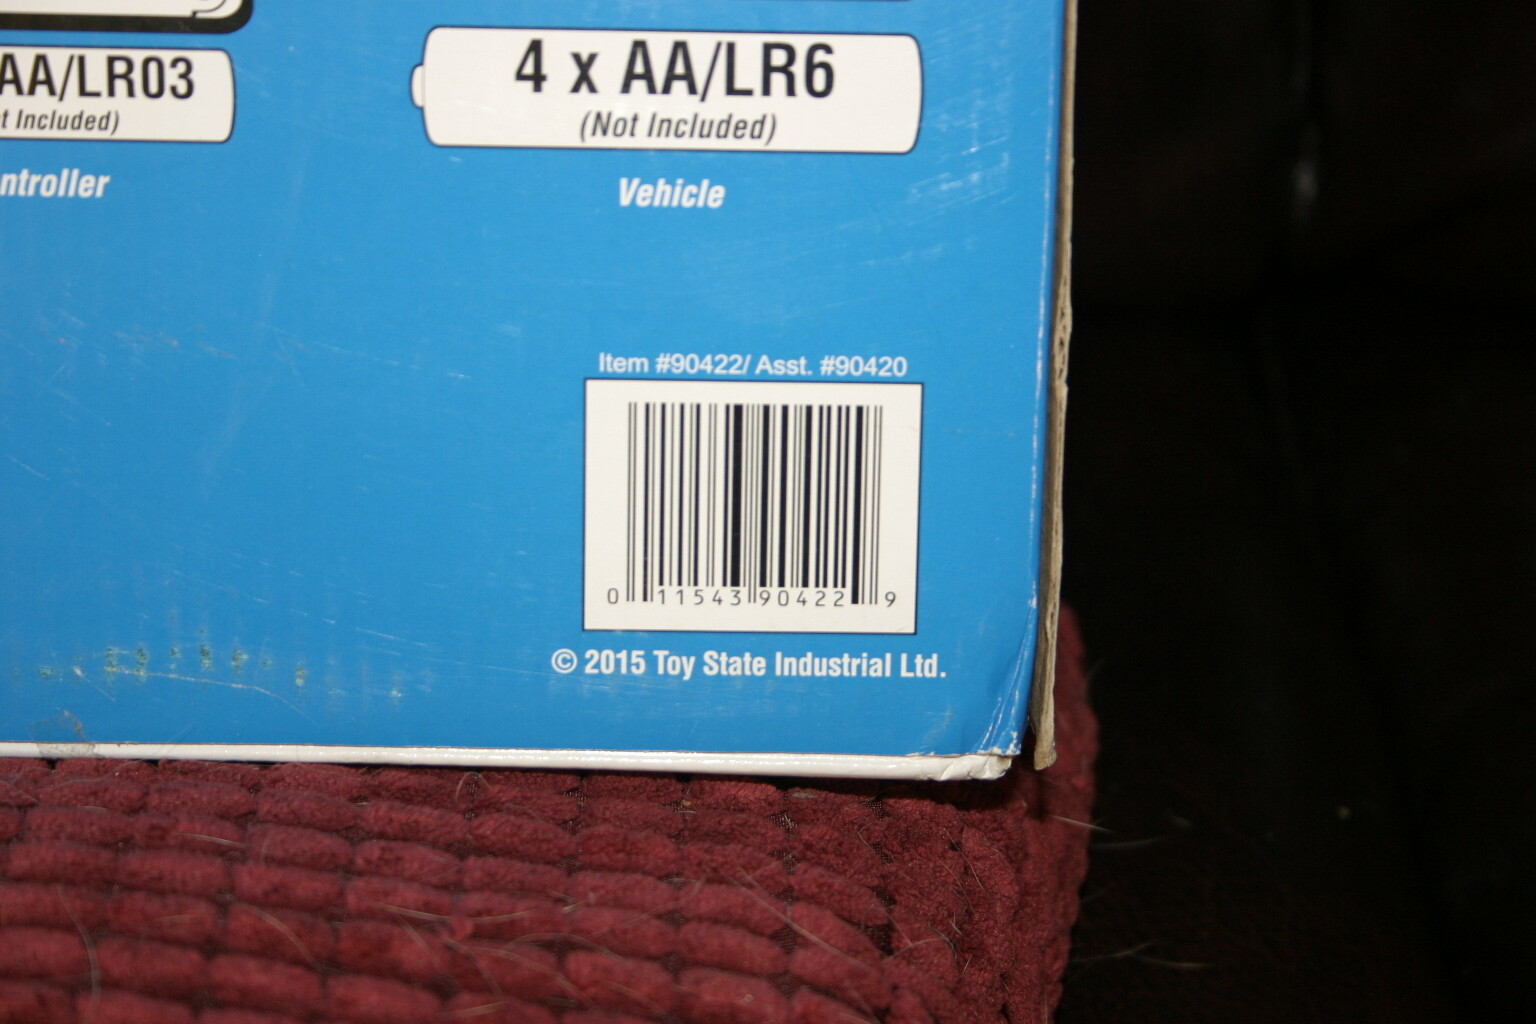 AA/LR03
t Included)
ntroller
4 x AA/LR6
(Not Included)
Vehicle
Item #90422/ Asst. #90420
0 11543 90422 9
© 2015 Toy State Industrial Ltd.